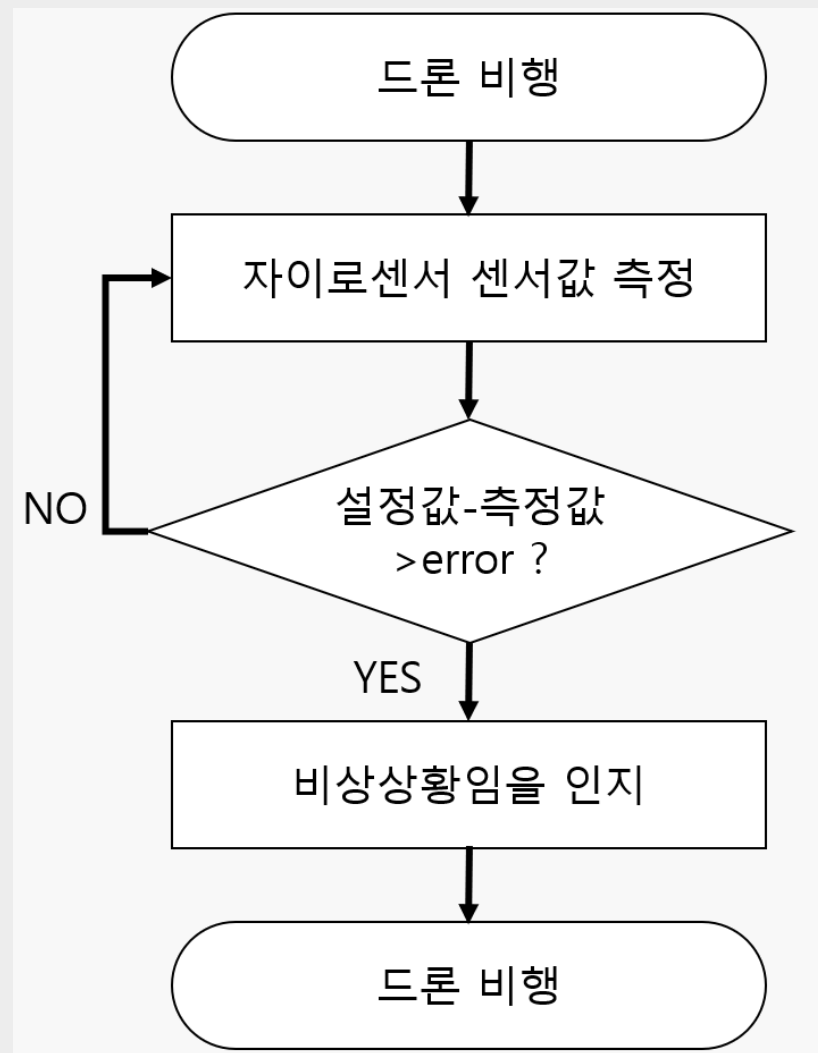 드론 비행
자이로센서 센서값 측정
설정값-측정값
>error ?
NO
YES
비상상황임을 인지
드론 비행